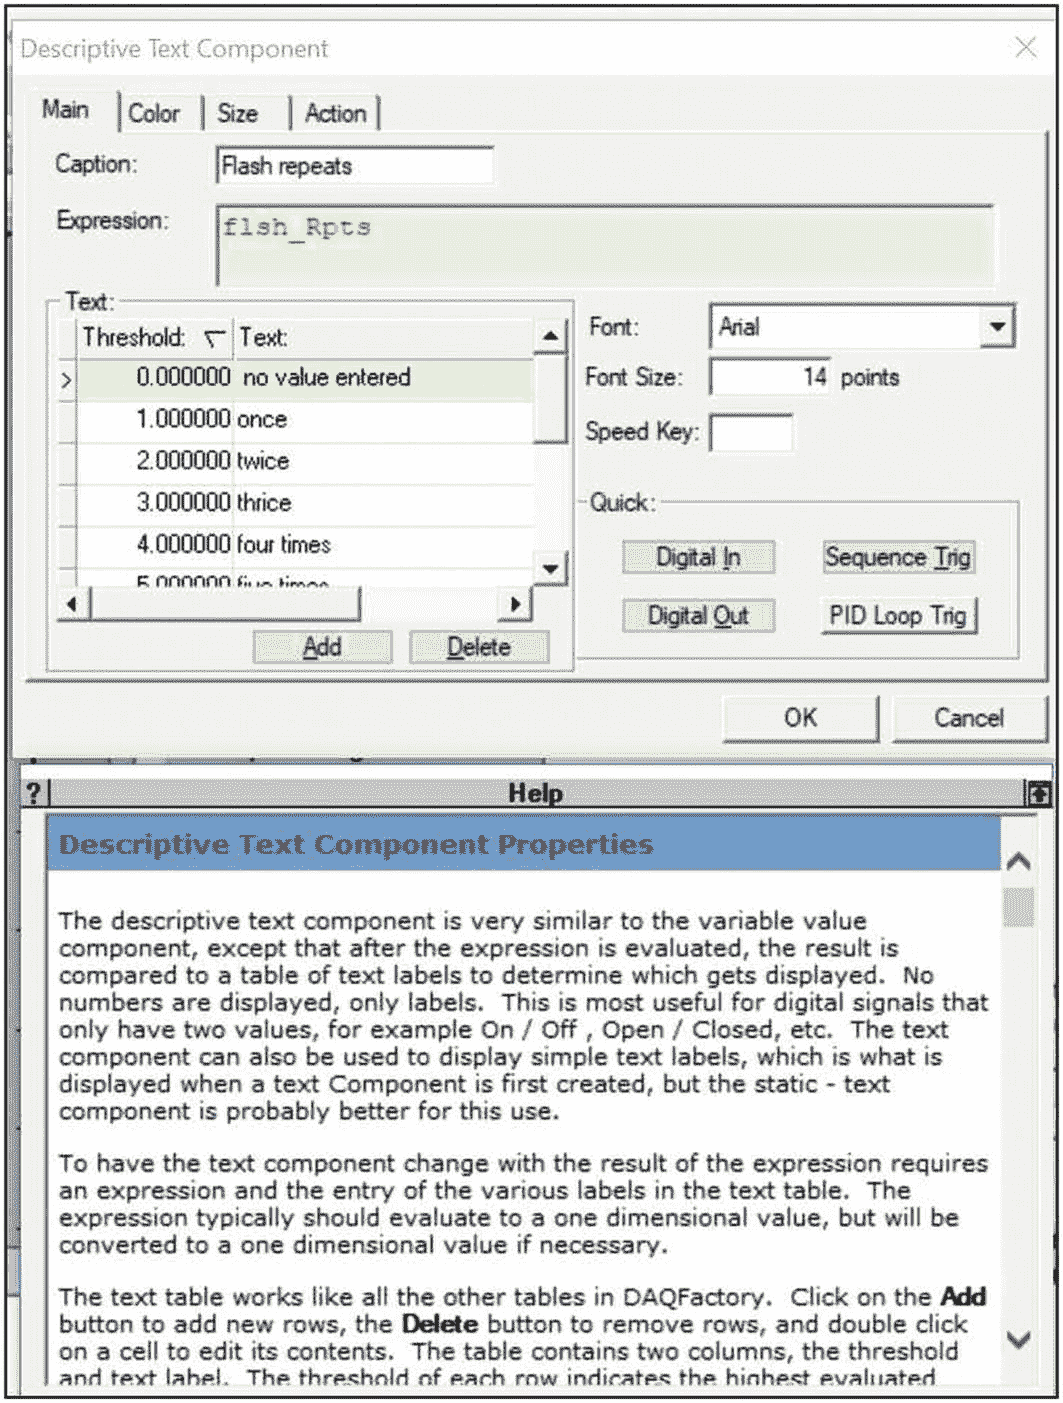 Descriptive Text Component
Main Color Size Action
Caption: Flash repeats
Expression: flsh_Rpts
Text:
Threshold: Text:
0.000000 no value entered
1.000000 once
2.000000 twice
3.000000 thrice
4.000000 four times
5.000000 five times
Add Delete
Font: Arial
Font Size: 14 points
Speed Key:
Quick:
Digital In Sequence Trig
Digital Out PID Loop Trig
OK Cancel
? Help
Descriptive Text Component Properties
The descriptive text component is very similar to the variable value
component, except that after the expression is evaluated, the result is
compared to a table of text labels to determine which gets displayed. No
numbers are displayed, only labels. This is most useful for digital signals that
only have two values, for example On / Off , Open / Closed, etc. The text
component can also be used to display simple text labels, which is what is
displayed when a text Component is first created, but the static - text
component is probably better for this use.
To have the text component change with the result of the expression requires
an expression and the entry of the various labels in the text table. The
expression typically should evaluate to a one dimensional value, but will be
converted to a one dimensional value if necessary.
The text table works like all the other tables in DAQFactory. Click on the Add
button to add new rows, the Delete button to remove rows, and double click
on a cell to edit its contents. The table contains two columns, the threshold
and text label. The threshold of each row indicates the highest evaluated